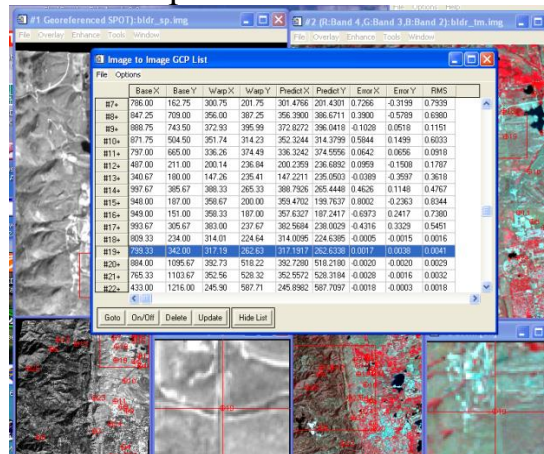 #1 Georeferenced SPOT):bldr_sp.img
#2 (R:Band 4,G:Band 3,B:Band 2):bldr_tm.img
File Overlay Enhance Tools Window
File Overlay Enhance Tools Window
Image to Image GCP List
File Options
Base X Base Y Warp X Warp Y Predict X Predict Y Error X Error Y RMS
#7+ 786.00 162.75 300.75 201.75 301.4766 201.4301 0.7266 -0.3199 0.7939
#8+ 847.25 709.00 356.00 387.25 356.3900 386.6711 0.3900 -0.5789 0.6980
#9+ 888.75 743.50 372.93 395.99 372.8272 396.0418 -0.1028 0.0518 0.1151
#10+ 871.75 504.50 351.74 314.23 352.3244 314.3799 0.5844 0.1499 0.6033
#11+ 797.00 665.00 336.26 374.49 336.3242 374.5556 0.0642 0.0656 0.0918
#12+ 487.00 211.00 200.14 236.84 200.2359 236.6892 0.0959 -0.1508 0.1787
#13+ 340.67 180.00 147.26 235.41 147.2211 235.0503 -0.0389 -0.3597 0.3618
#14+ 997.67 385.67 388.33 265.33 388.7926 265.4448 0.4626 0.1148 0.4767
#15+ 948.00 187.00 358.67 200.00 359.4702 199.7637 0.8002 -0.2363 0.8344
#16+ 949.00 151.00 358.33 187.00 357.6327 187.2417 -0.6973 0.2417 0.7380
#17+ 993.67 305.67 383.00 237.67 382.5684 238.0029 -0.4316 0.3329 0.5451
#18+ 809.33 234.00 314.01 224.64 314.0095 224.6385 -0.0005 -0.0015 0.0016
#19+ 799.33 342.00 317.19 262.63 317.1917 262.6338 0.0017 0.0038 0.0041
#20+ 884.00 1095.67 392.73 518.22 392.7280 518.2180 -0.0020 -0.0020 0.0029
#21+ 765.33 1103.67 352.56 528.32 352.5572 528.3184 -0.0028 -0.0016 0.0032
#22+ 433.00 1216.00 245.90 587.71 245.8982 587.7097 -0.0018 -0.0003 0.0018
Goto On/Off Delete Update Hide List